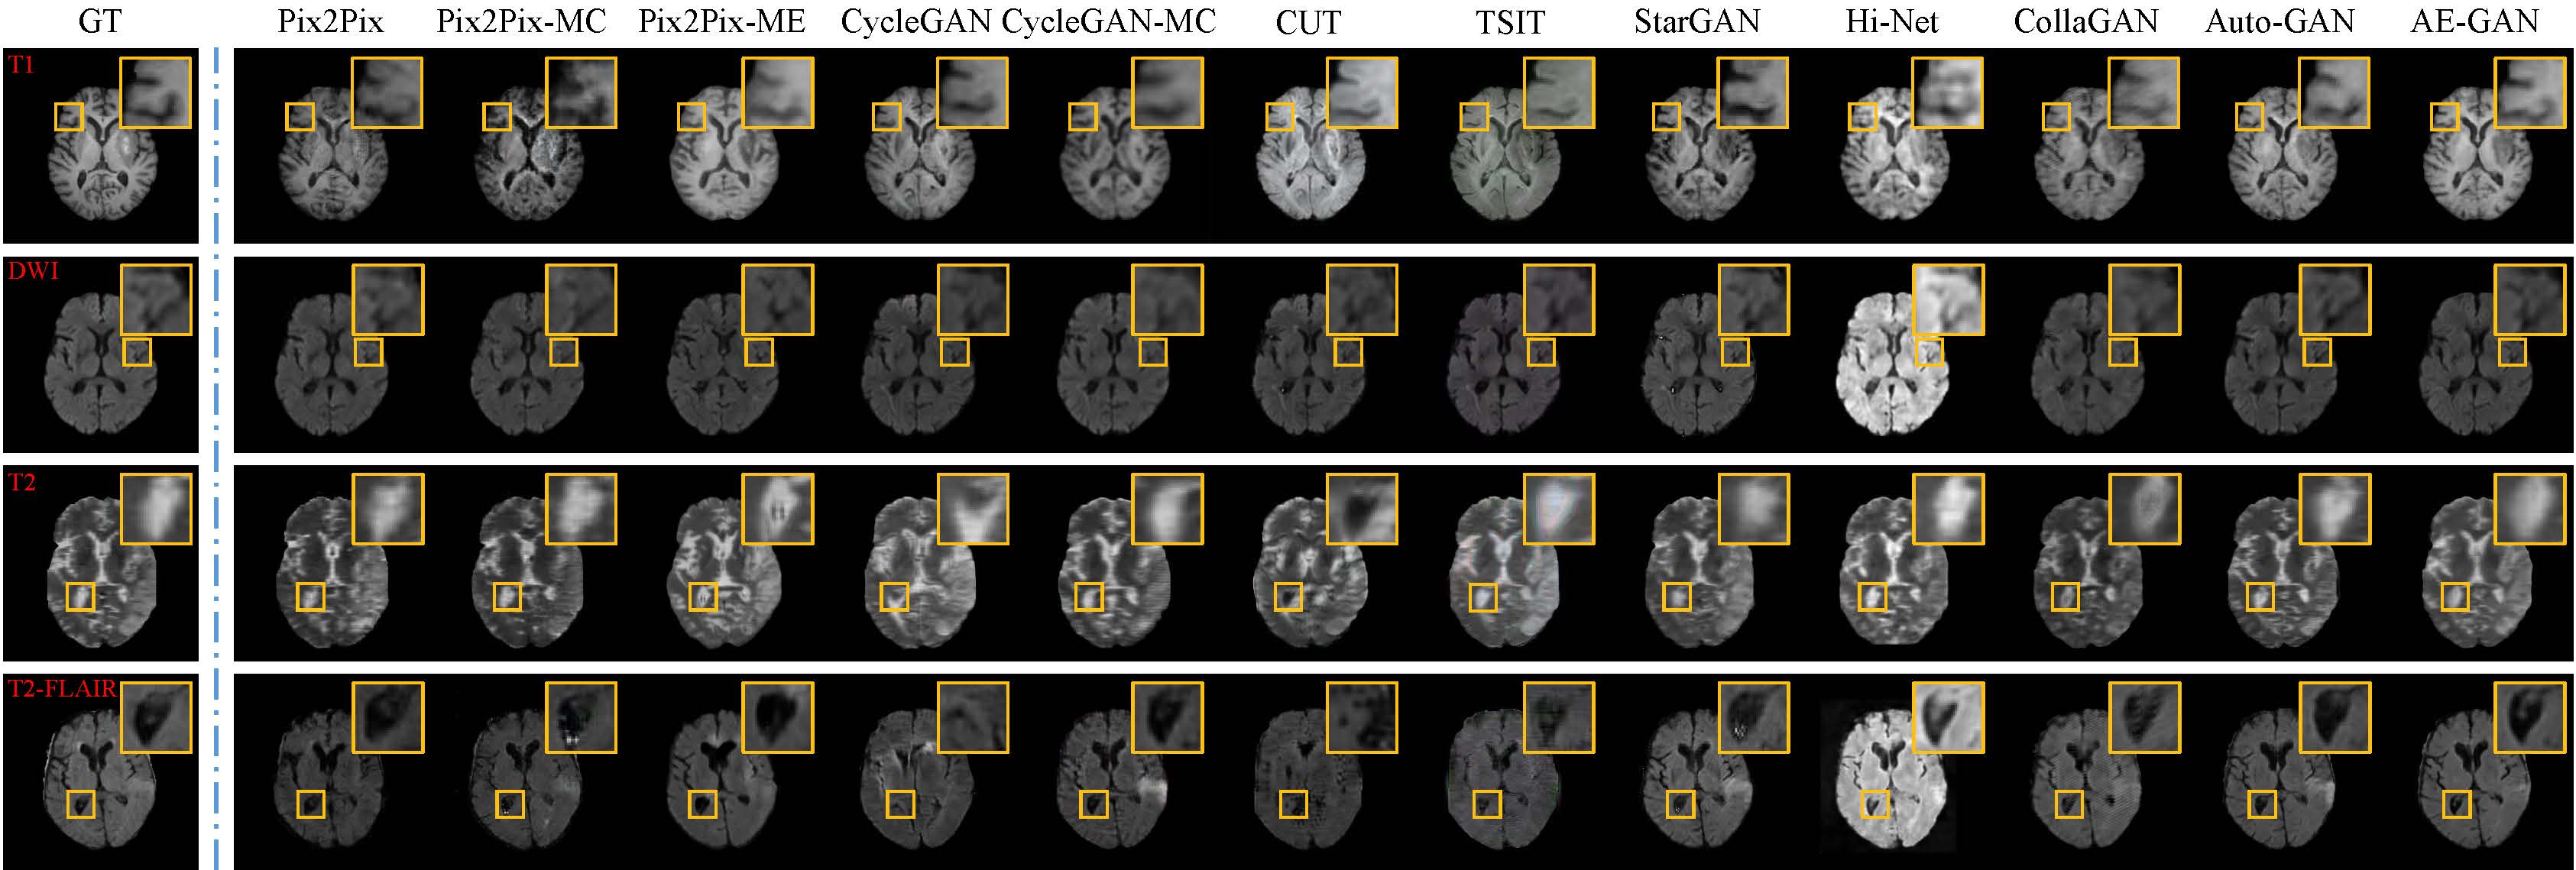 GT Pix2Pix Pix2Pix-MC Pix2Pix-ME CycleGAN CycleGAN-MC CUT TSIT StarGAN Hi-Net CollaGAN Auto-GAN AE-GAN
T1
DWI
T2
T2-FLAIR